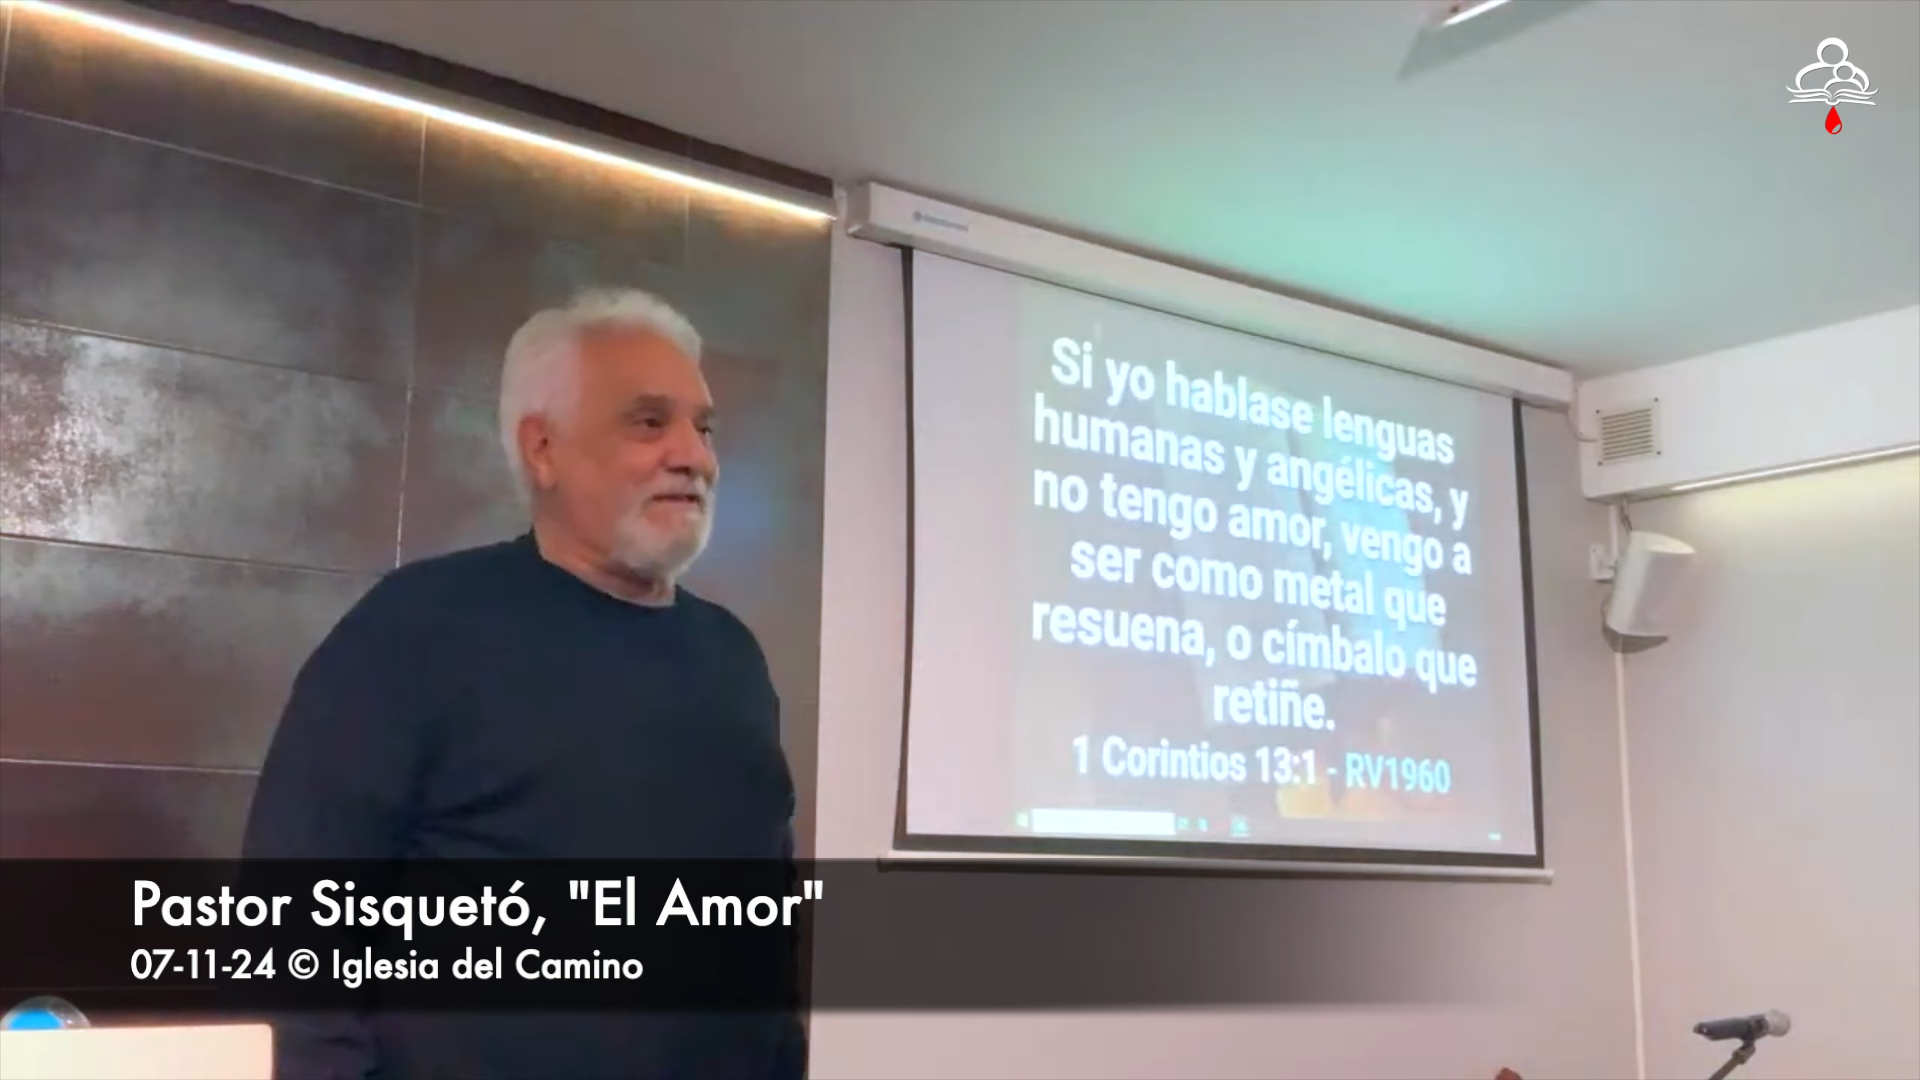 Si yo hablase lenguas
humanas y angélicas, y
no tengo amor, vengo a
ser como metal que
resuena, o címbalo que
retiñe.
1 Corintios 13:1 - RV1960
Pastor Sisquetó, "El Amor"
07-11-24 © Iglesia del Camino